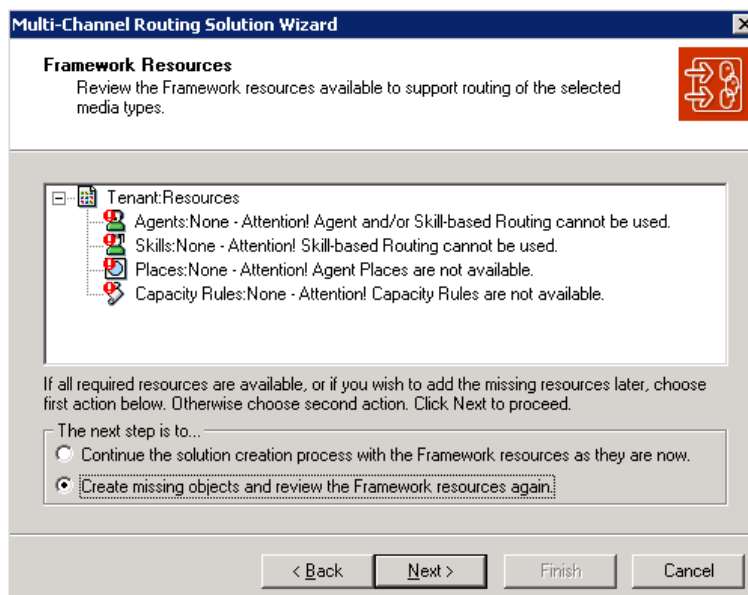 Multi-Channel Routing Solution Wizard
Framework Resources
Review the Framework resources available to support routing of the selected
media types.
Tenant:Resources
Agents:None - Attention! Agent and/or Skill-based Routing cannot be used.
Skills:None - Attention! Skill-based Routing cannot be used.
Places:None - Attention! Agent Places are not available.
Capacity Rules:None - Attention! Capacity Rules are not available.
If all required resources are available, or if you wish to add the missing resources later, choose
first action below. Otherwise choose second action. Click Next to proceed.
The next step is to...
Continue the solution creation process with the Framework resources as they are now.
Create missing objects and review the Framework resources again.
< Back Next > Finish Cancel